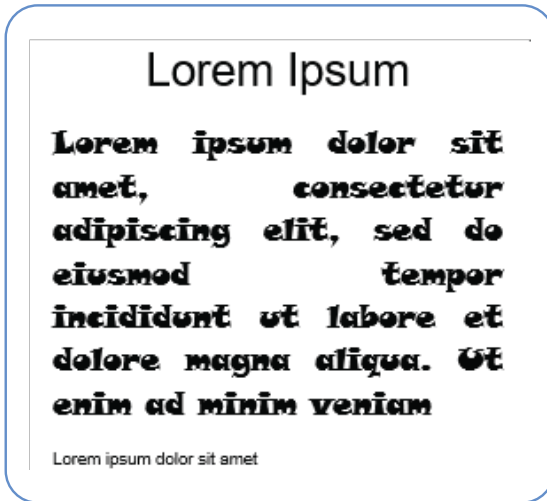 Lorem Ipsum
Lorem ipsum dolor sit
amet, consectetur
adipiscing elit, sed do
eiusmod tempor
incididunt ut labore et
dolore magna aliqua. Ut
enim ad minim veniam
Lorem ipsum dolor sit amet